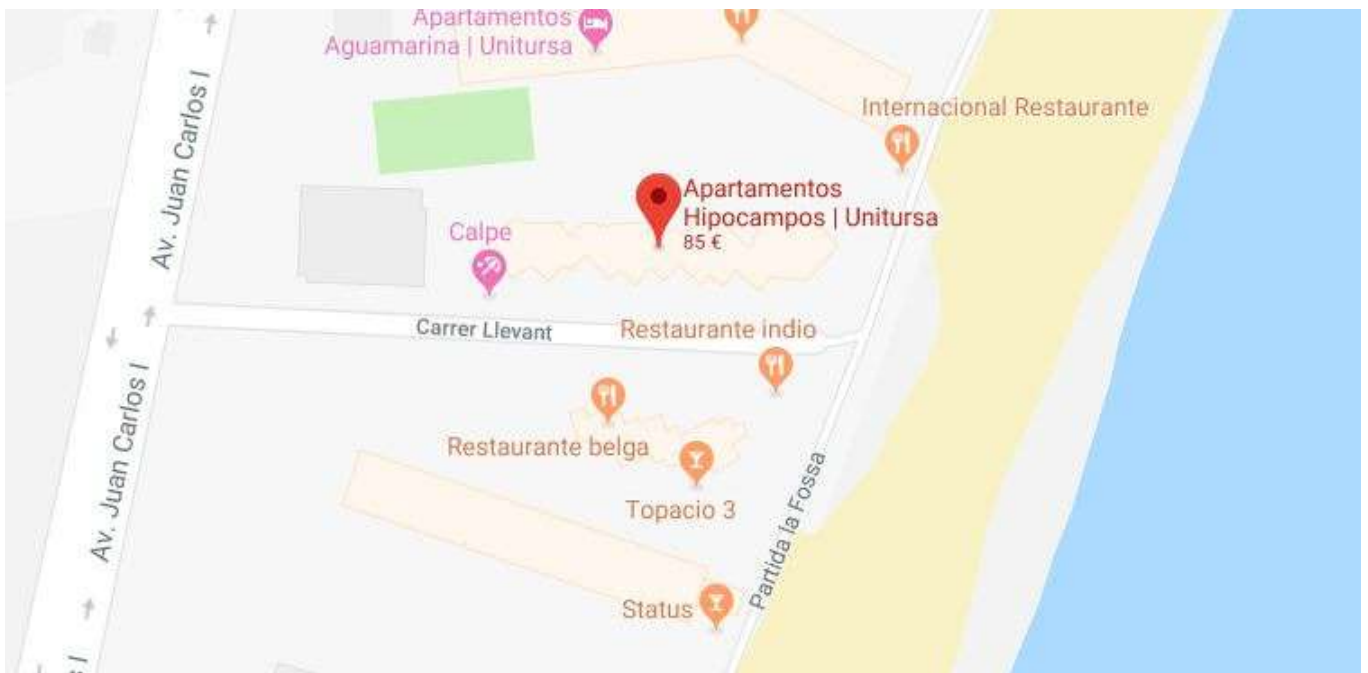 Apartamentos
Aguamarina | Unitursa
Internacional Restaurante
Av. Juan Carlos I
Apartamentos
Hipocampos | Unitursa
85 €
Calpe
Carrer Llevant
Restaurante indio
Av. Juan Carlos I
Restaurante belga
Topacio 3
Partida la Fossa
Status
s I